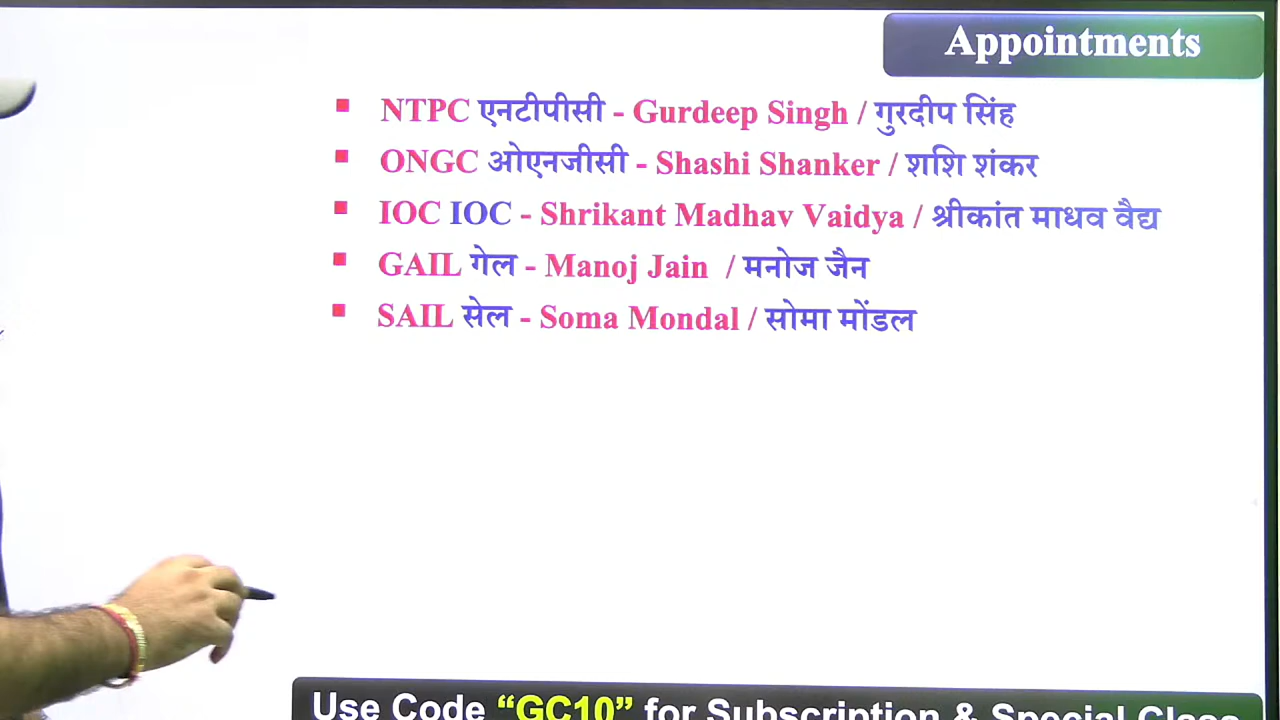 Appointments
▪ NTPC एनटीपीसी - Gurdeep Singh / गुरदीप सिंह
▪ ONGC ओएनजीसी - Shashi Shanker / शशि शंकर
▪ IOC IOC - Shrikant Madhav Vaidya / श्रीकांत माधव वैद्य
▪ GAIL गेल - Manoj Jain / मनोज जैन
▪ SAIL सेल - Soma Mondal / सोमा मोंडल
Use Code “GC10” for Subscription & Special Class